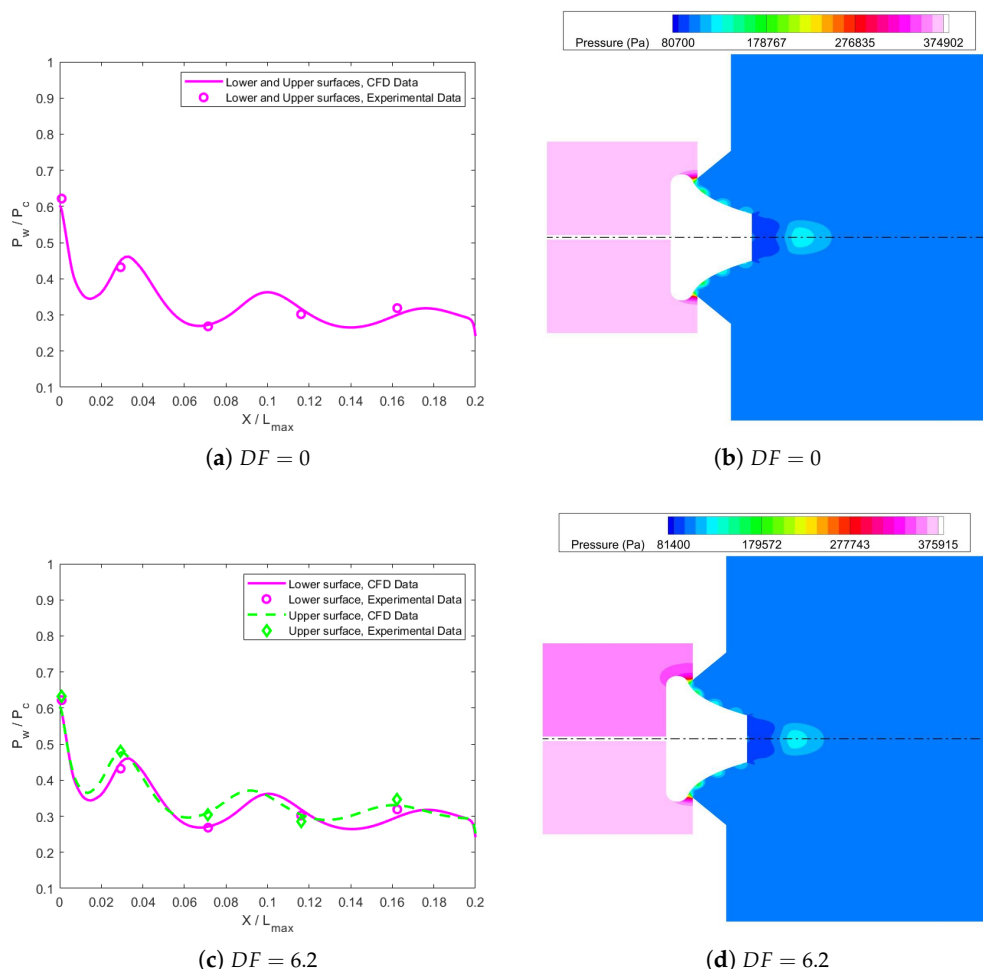 Lower and Upper surfaces, CFD Data
Lower and Upper surfaces, Experimental Data
1
0.9
0.8
0.7
0.6
0.5
0.4
0.3
0.2
0.1
P_w / P_c
0 0.02 0.04 0.06 0.08 0.1 0.12 0.14 0.16 0.18 0.2
X / L_max
(a) DF = 0
Pressure (Pa) 80700 178767 276835 374902
(b) DF = 0
Lower surface, CFD Data
Lower surface, Experimental Data
Upper surface, CFD Data
Upper surface, Experimental Data
1
0.9
0.8
0.7
0.6
0.5
0.4
0.3
0.2
0.1
P_w / P_c
0 0.02 0.04 0.06 0.08 0.1 0.12 0.14 0.16 0.18 0.2
X / L_max
(c) DF = 6.2
Pressure (Pa) 81400 179572 277743 375915
(d) DF = 6.2